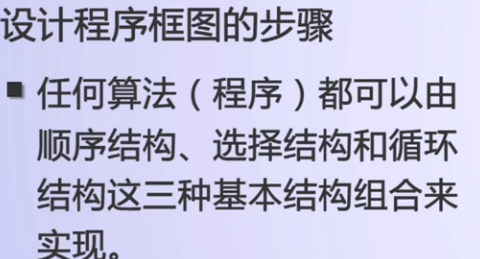 设计程序框图的步骤
■ 任何算法（程序）都可以由
顺序结构、选择结构和循环
结构这三种基本结构组合来
实现。